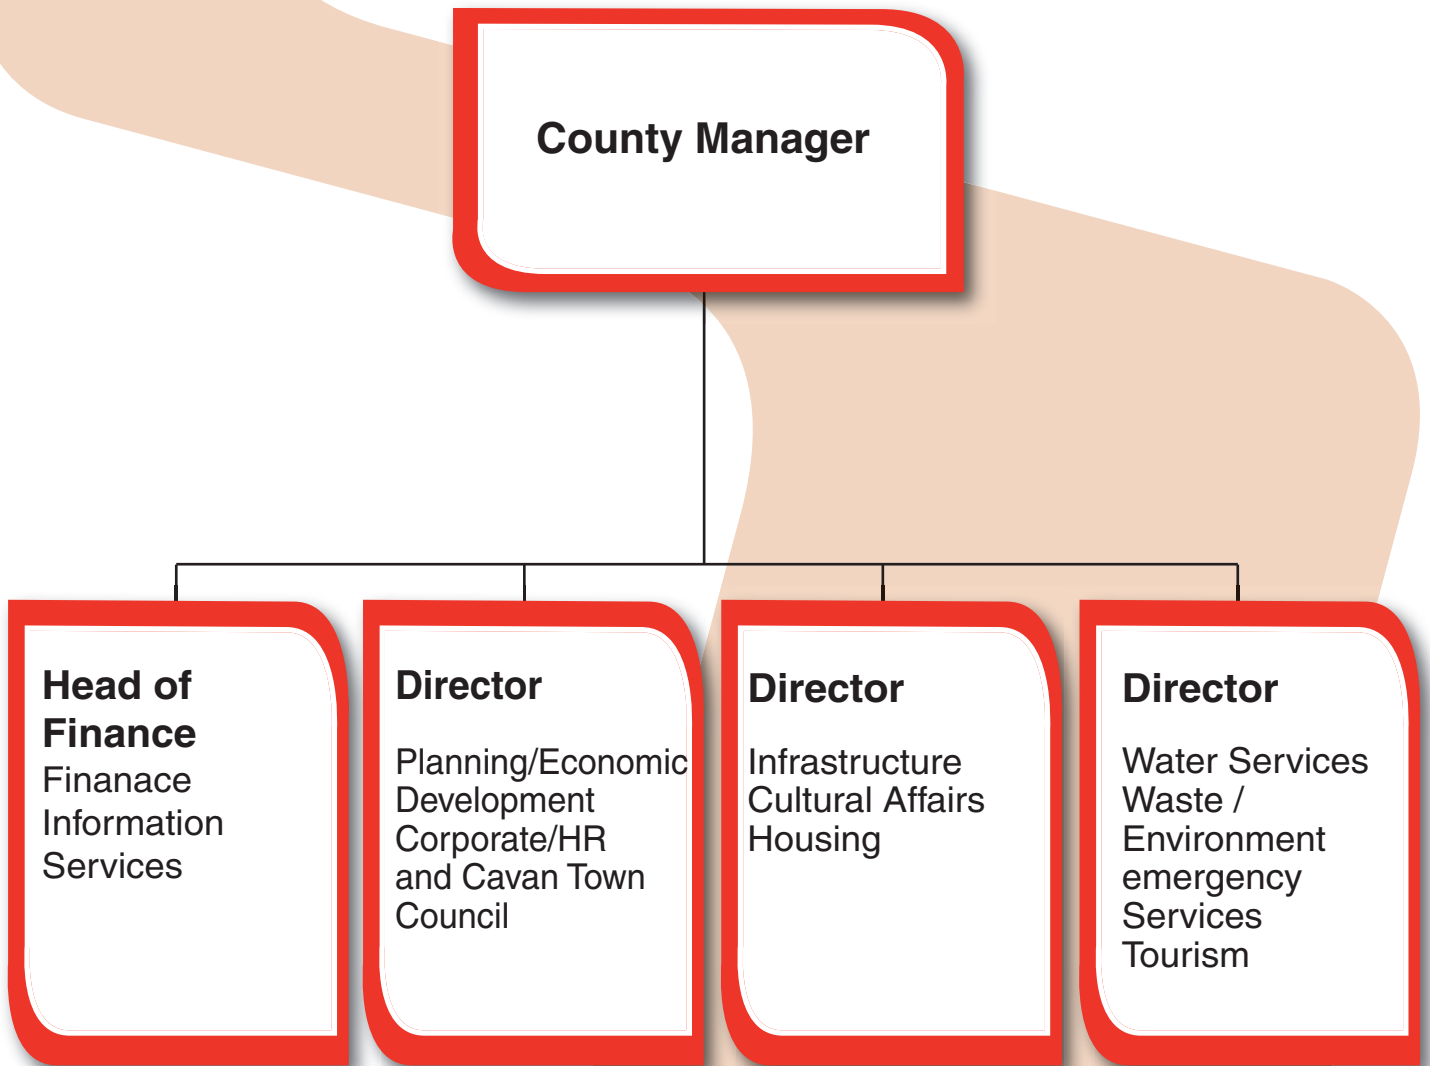 County Manager
Head of
Finance
Finanace
Information
Services
Director
Planning/Economic
Development
Corporate/HR
and Cavan Town
Council
Director
Infrastructure
Cultural Affairs
Housing
Director
Water Services
Waste /
Environment
emergency
Services
Tourism